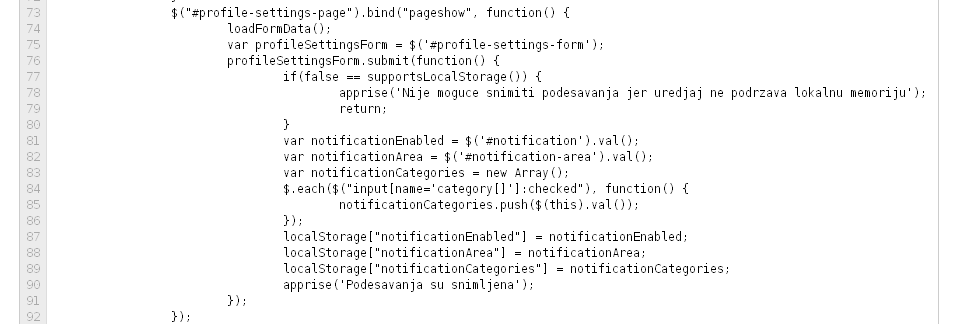 73 $("#profile-settings-page").bind("pageshow", function() {
74 loadFormData();
75 var profileSettingsForm = $('#profile-settings-form');
76 profileSettingsForm.submit(function() {
77 if(false == supportsLocalStorage()) {
78 apprise('Nije moguce snimiti podesavanja jer uredjaj ne podrzava lokalnu memoriju');
79 return;
80 }
81 var notificationEnabled = $('#notification').val();
82 var notificationArea = $('#notification-area').val();
83 var notificationCategories = new Array();
84 $.each($("input[name='category[]']:checked"), function() {
85 notificationCategories.push($(this).val());
86 });
87 localStorage["notificationEnabled"] = notificationEnabled;
88 localStorage["notificationArea"] = notificationArea;
89 localStorage["notificationCategories"] = notificationCategories;
90 apprise('Podesavanja su snimljena');
91 });
92 });